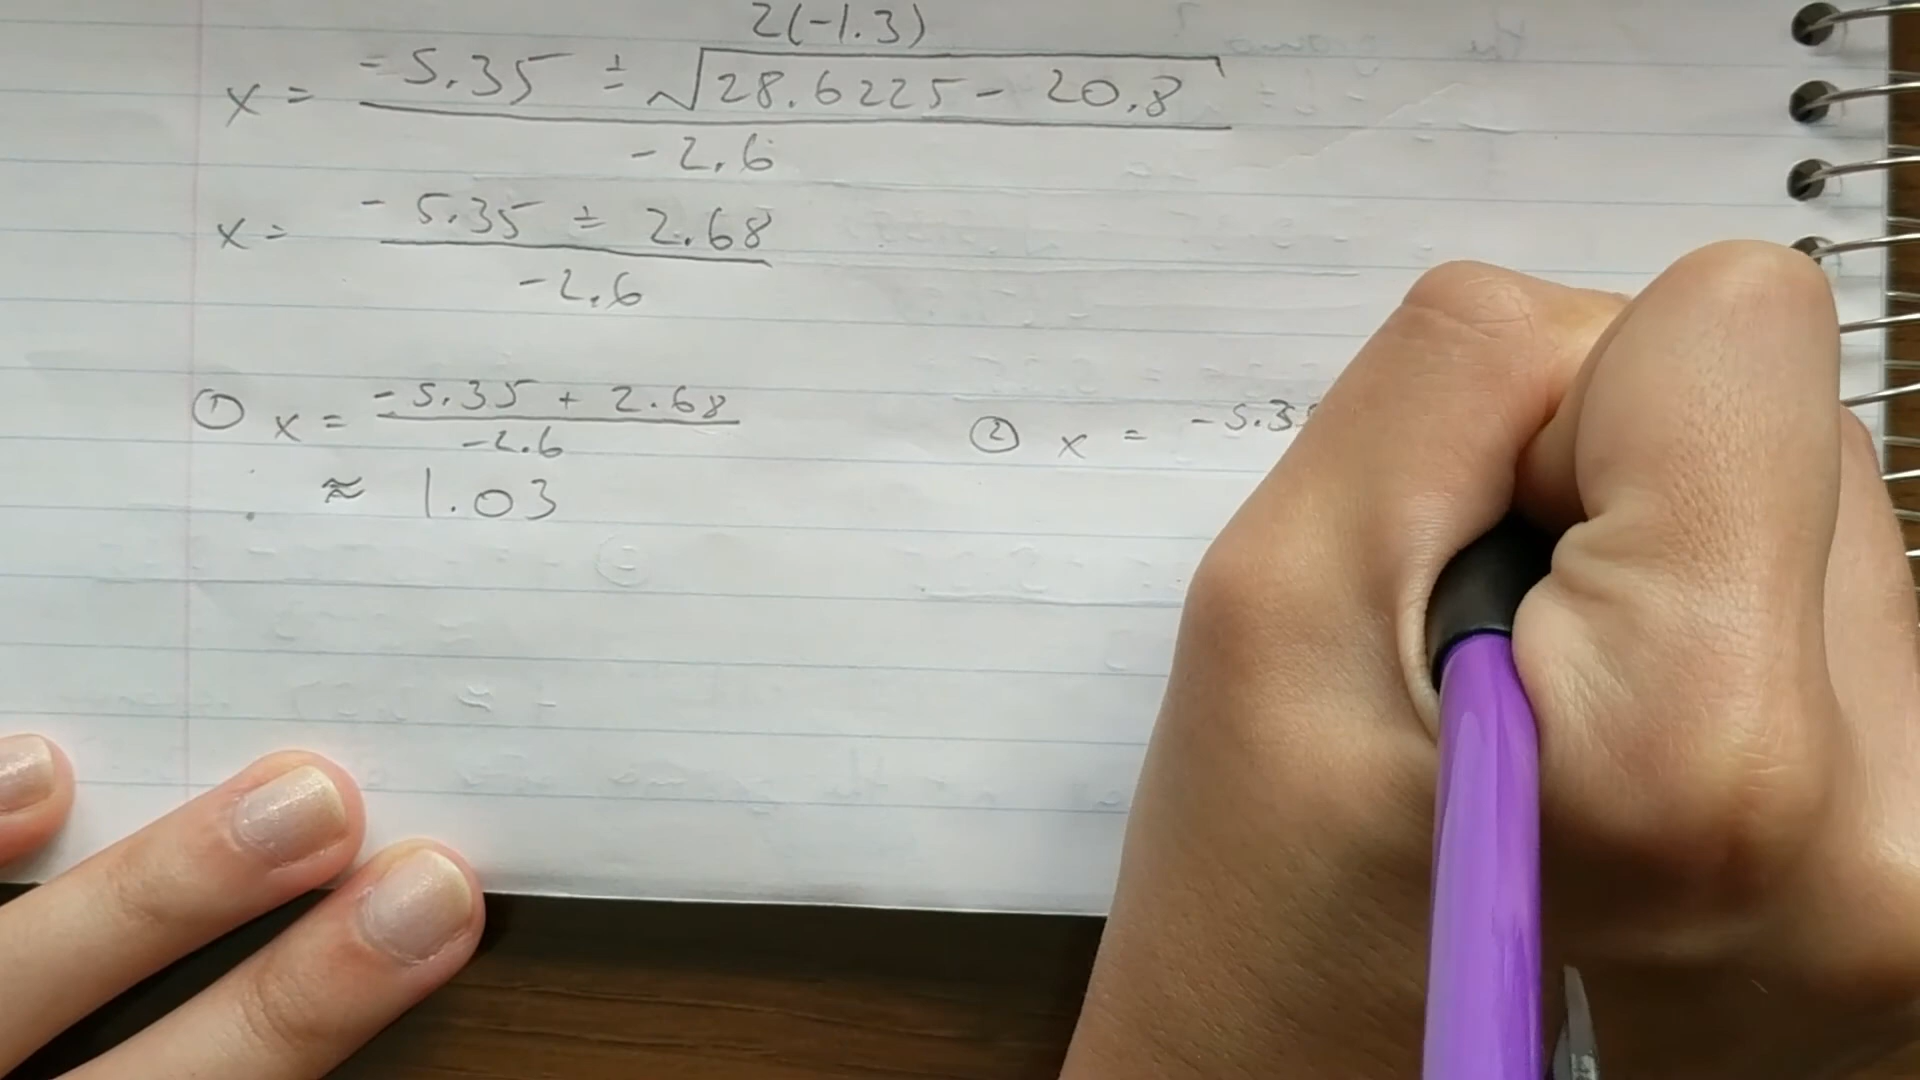 2(-1.3)
x = -5.35 ± √28.6225 - 20.8
-2.6
x = -5.35 ± 2.68
-2.6
① x = -5.35 + 2.68
-2.6
≈ 1.03
② x = -5.35